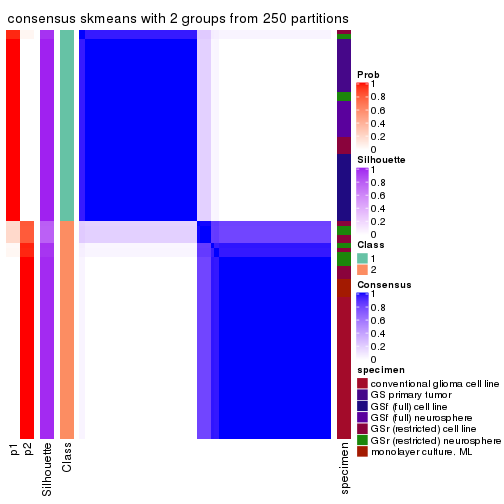 consensus skmeans with 2 groups from 250 partitions
Prob
1
0.8
0.6
0.4
0.2
0
Silhouette
1
0.8
0.6
0.4
0.2
0
Class
1
2
Consensus
1
0.8
0.6
0.4
0.2
0
specimen
conventional glioma cell line
GS primary tumor
GSf (full) cell line
GSf (full) neurosphere
GSr (restricted) cell line
GSr (restricted) neurosphere
monolayer culture. ML
p1
p2
Silhouette
Class
specimen